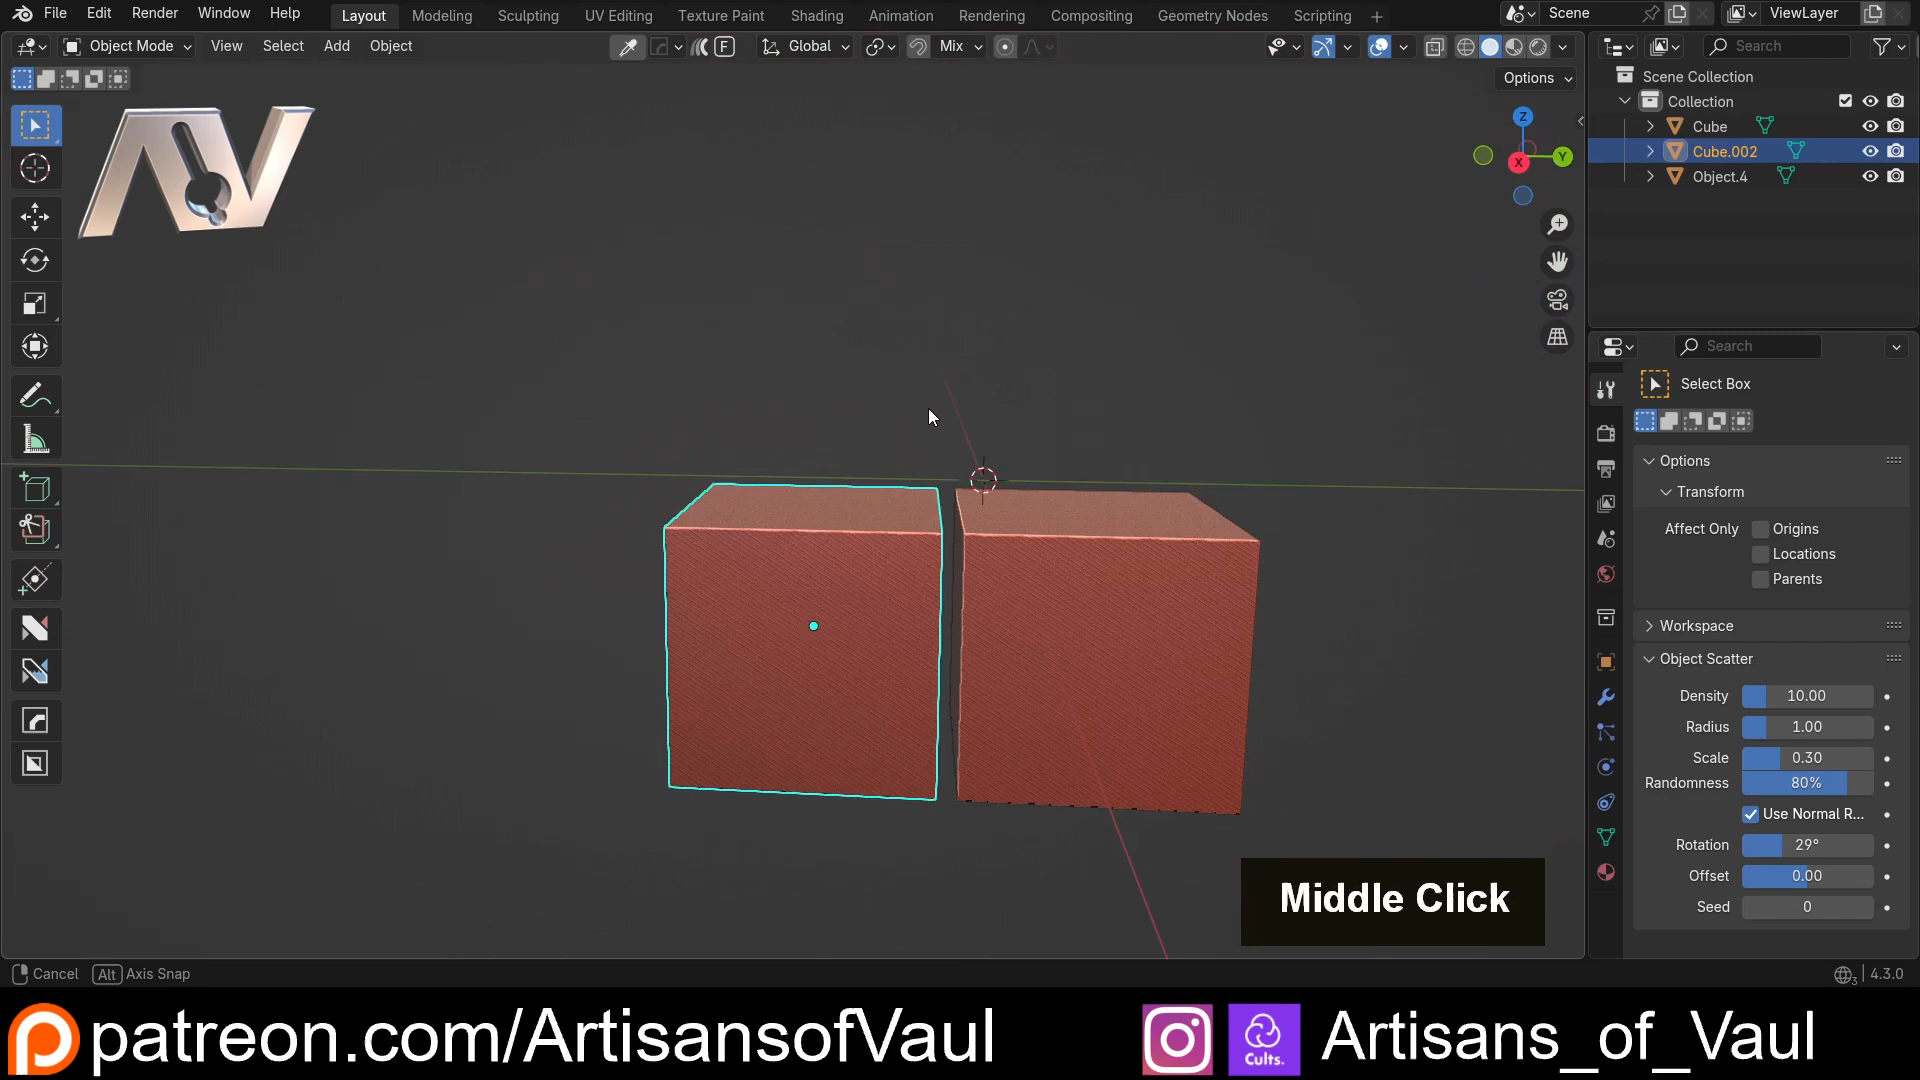 File Edit Render Window Help Layout Modeling Sculpting UV Editing Texture Paint Shading Animation Rendering Compositing Geometry Nodes Scripting Scene ViewLayer
Object Mode View Select Add Object F Global Mix Search
Options
Scene Collection
Collection
Cube
Cube.002
Object.4
Z
Y
X
Search
Select Box
Options
Transform
Affect Only Origins
Locations
Parents
Workspace
Object Scatter
Density 10.00
Radius 1.00
Scale 0.30
Randomness 80%
Use Normal R...
Rotation 29°
Offset 0.00
Seed 0
Middle Click
Cancel Alt Axis Snap 3 4.3.0
patreon.com/ArtisansofVaul Cults. Artisans_of_Vaul